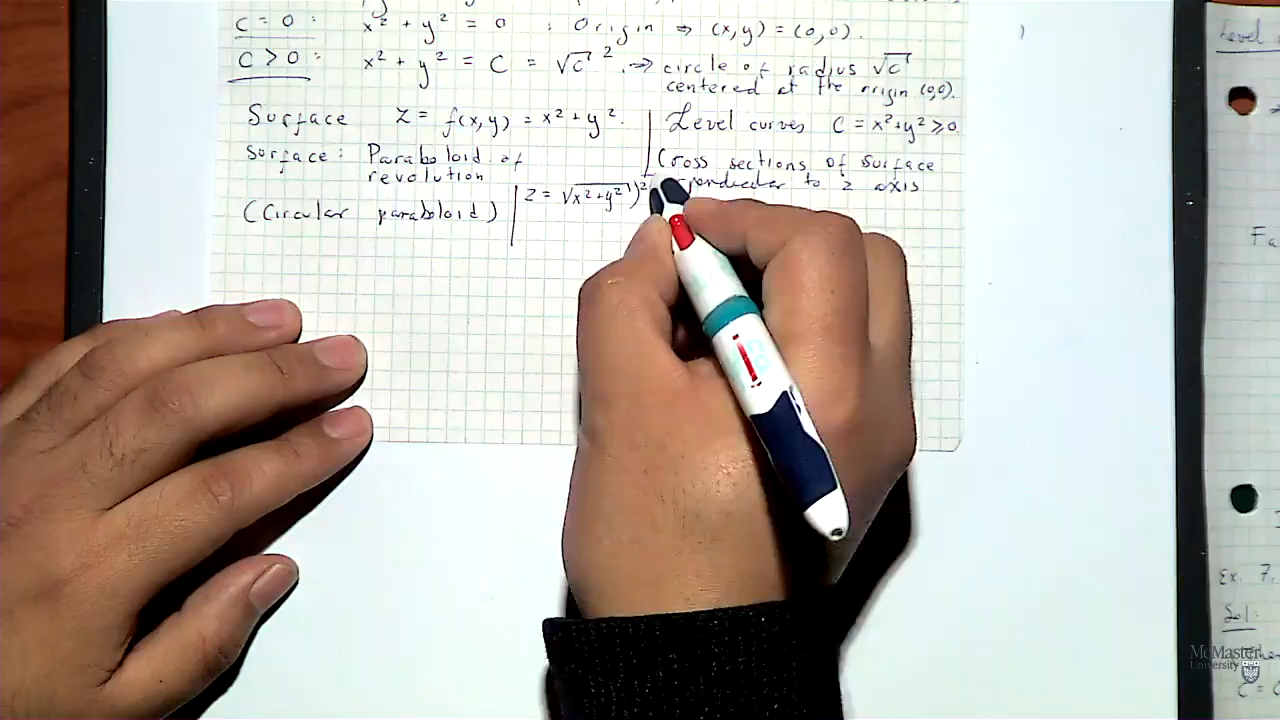 C = 0 : x² + y² = 0 : Origin ⇒ (x,y) = (0,0).
C > 0 : x² + y² = C = √C ² . ⇒ circle of radius √C
centered at the origin (0,0).
Surface z = f(x,y) = x² + y². | Level curves C = x²+y² ≥ 0.
Surface: Paraboloid of revolution | Cross sections of surface
to z axis
(Circular paraboloid) | z = √x²+y² )²
Level
Ex. 7.
Sol:
C =
McMaster
University